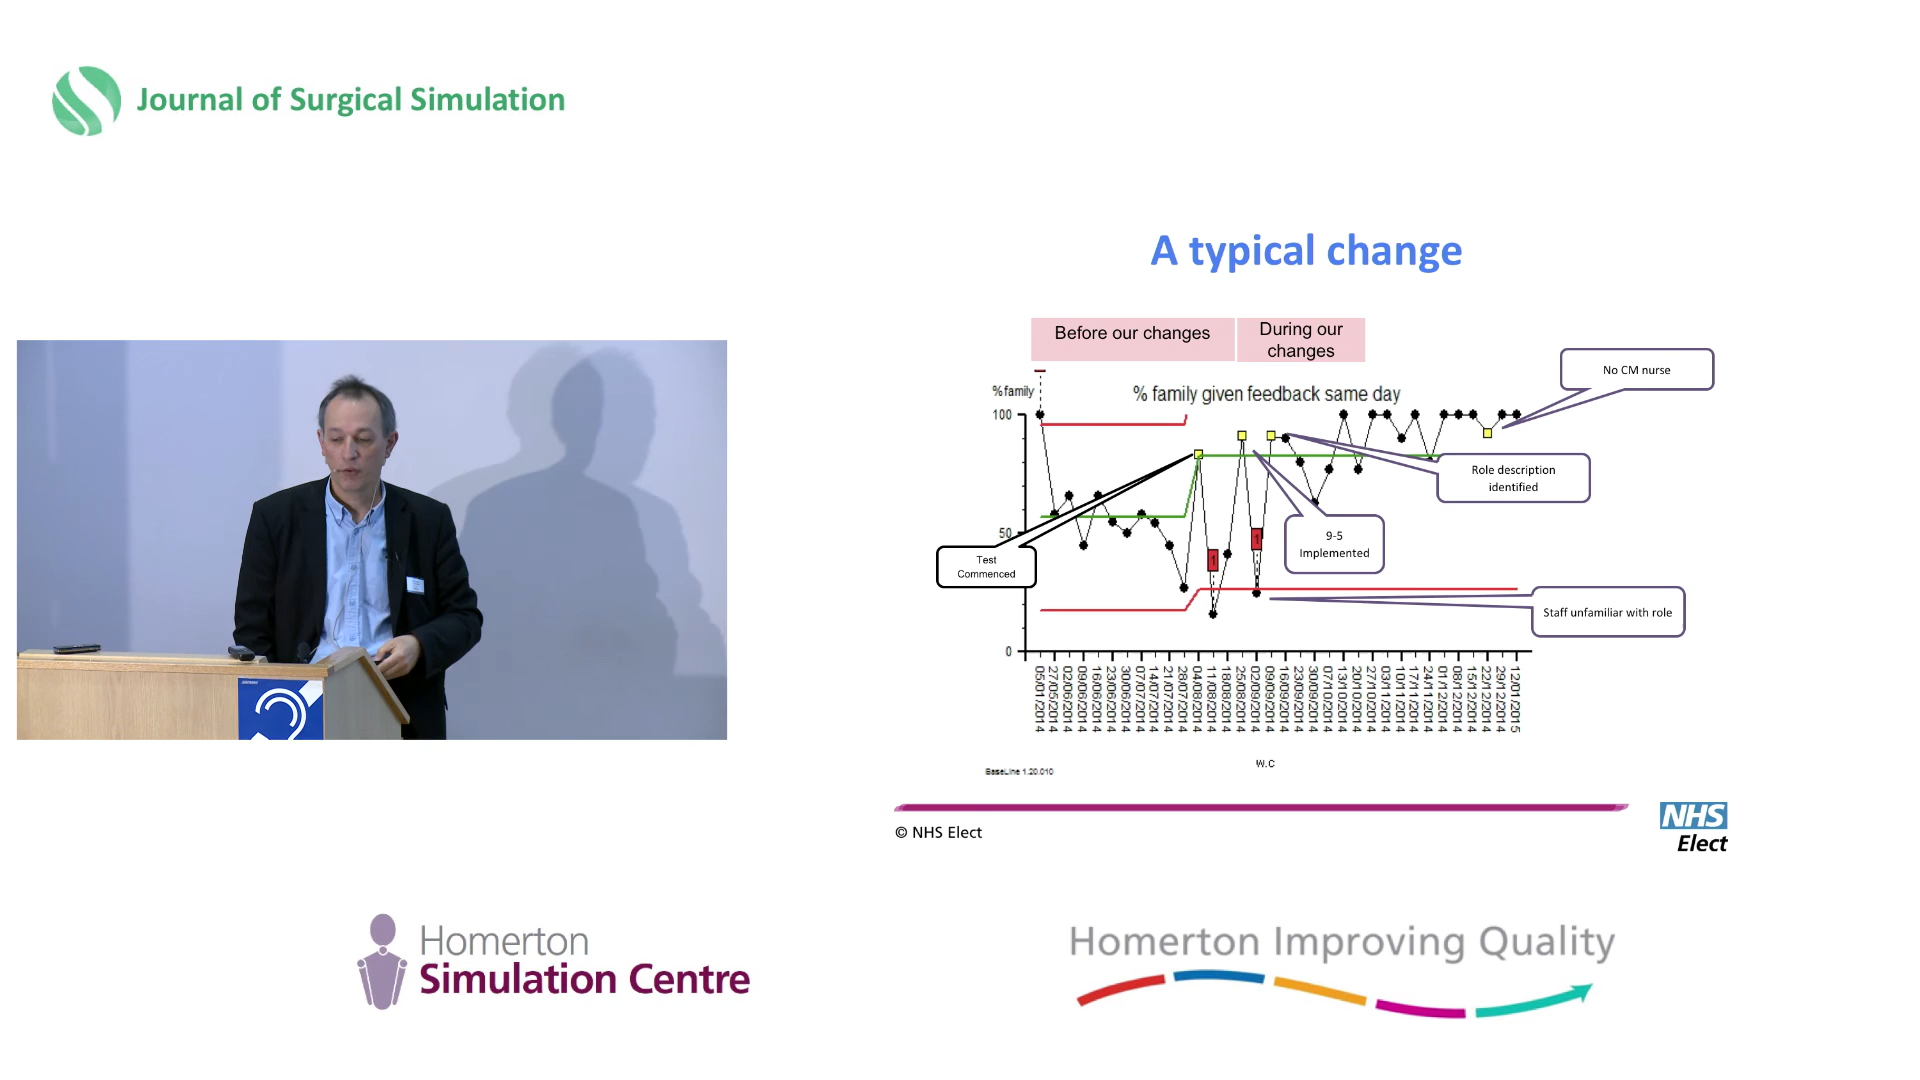 Journal of Surgical Simulation
A typical change
Before our changes
During our
changes
No CM nurse
% family
% family given feedback same day
100
50
0
Role description
identified
9-5
Implemented
Test
Commenced
Staff unfamiliar with role
1
1
05/01/2014
27/05/2014
02/06/2014
09/06/2014
16/06/2014
23/06/2014
30/06/2014
07/07/2014
14/07/2014
21/07/2014
28/07/2014
04/08/2014
11/08/2014
18/08/2014
25/08/2014
02/09/2014
09/09/2014
16/09/2014
23/09/2014
30/09/2014
07/10/2014
13/10/2014
20/10/2014
27/10/2014
03/11/2014
10/11/2014
17/11/2014
24/11/2014
01/12/2014
08/12/2014
15/12/2014
22/12/2014
29/12/2014
12/01/2015
W.C
BaseLine 1.20.010
© NHS Elect
NHS
Elect
Homerton
Simulation Centre
Homerton Improving Quality